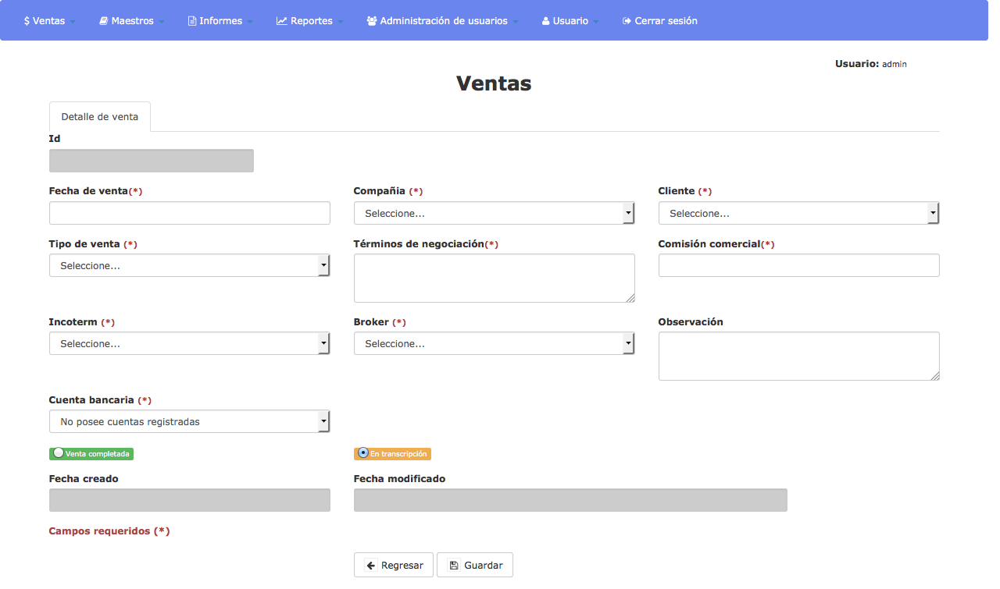 $ Ventas Maestros Informes Reportes Administración de usuarios Usuario Cerrar sesión
Usuario: admin
Ventas
Detalle de venta
Id
Fecha de venta(*) Compañia (*) Cliente (*)
Seleccione... Seleccione...
Tipo de venta (*) Términos de negociación(*) Comisión comercial(*)
Seleccione...
Incoterm (*) Broker (*) Observación
Seleccione... Seleccione...
Cuenta bancaria (*)
No posee cuentas registradas
Venta completada En transcripción
Fecha creado Fecha modificado
Campos requeridos (*)
Regresar Guardar